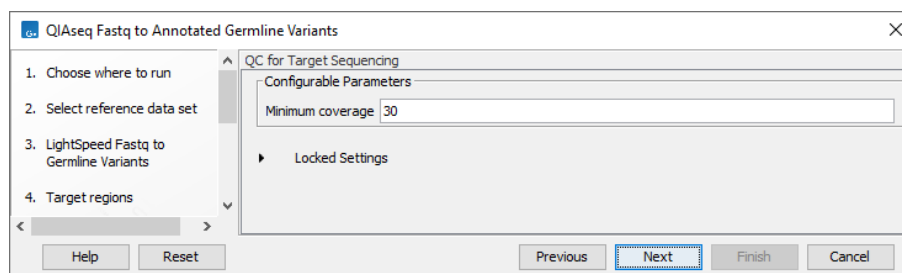 QIAseq Fastq to Annotated Germline Variants
1. Choose where to run
2. Select reference data set
3. LightSpeed Fastq to
Germline Variants
4. Target regions
QC for Target Sequencing
Configurable Parameters
Minimum coverage 30
Locked Settings
Help Reset Previous Next Finish Cancel